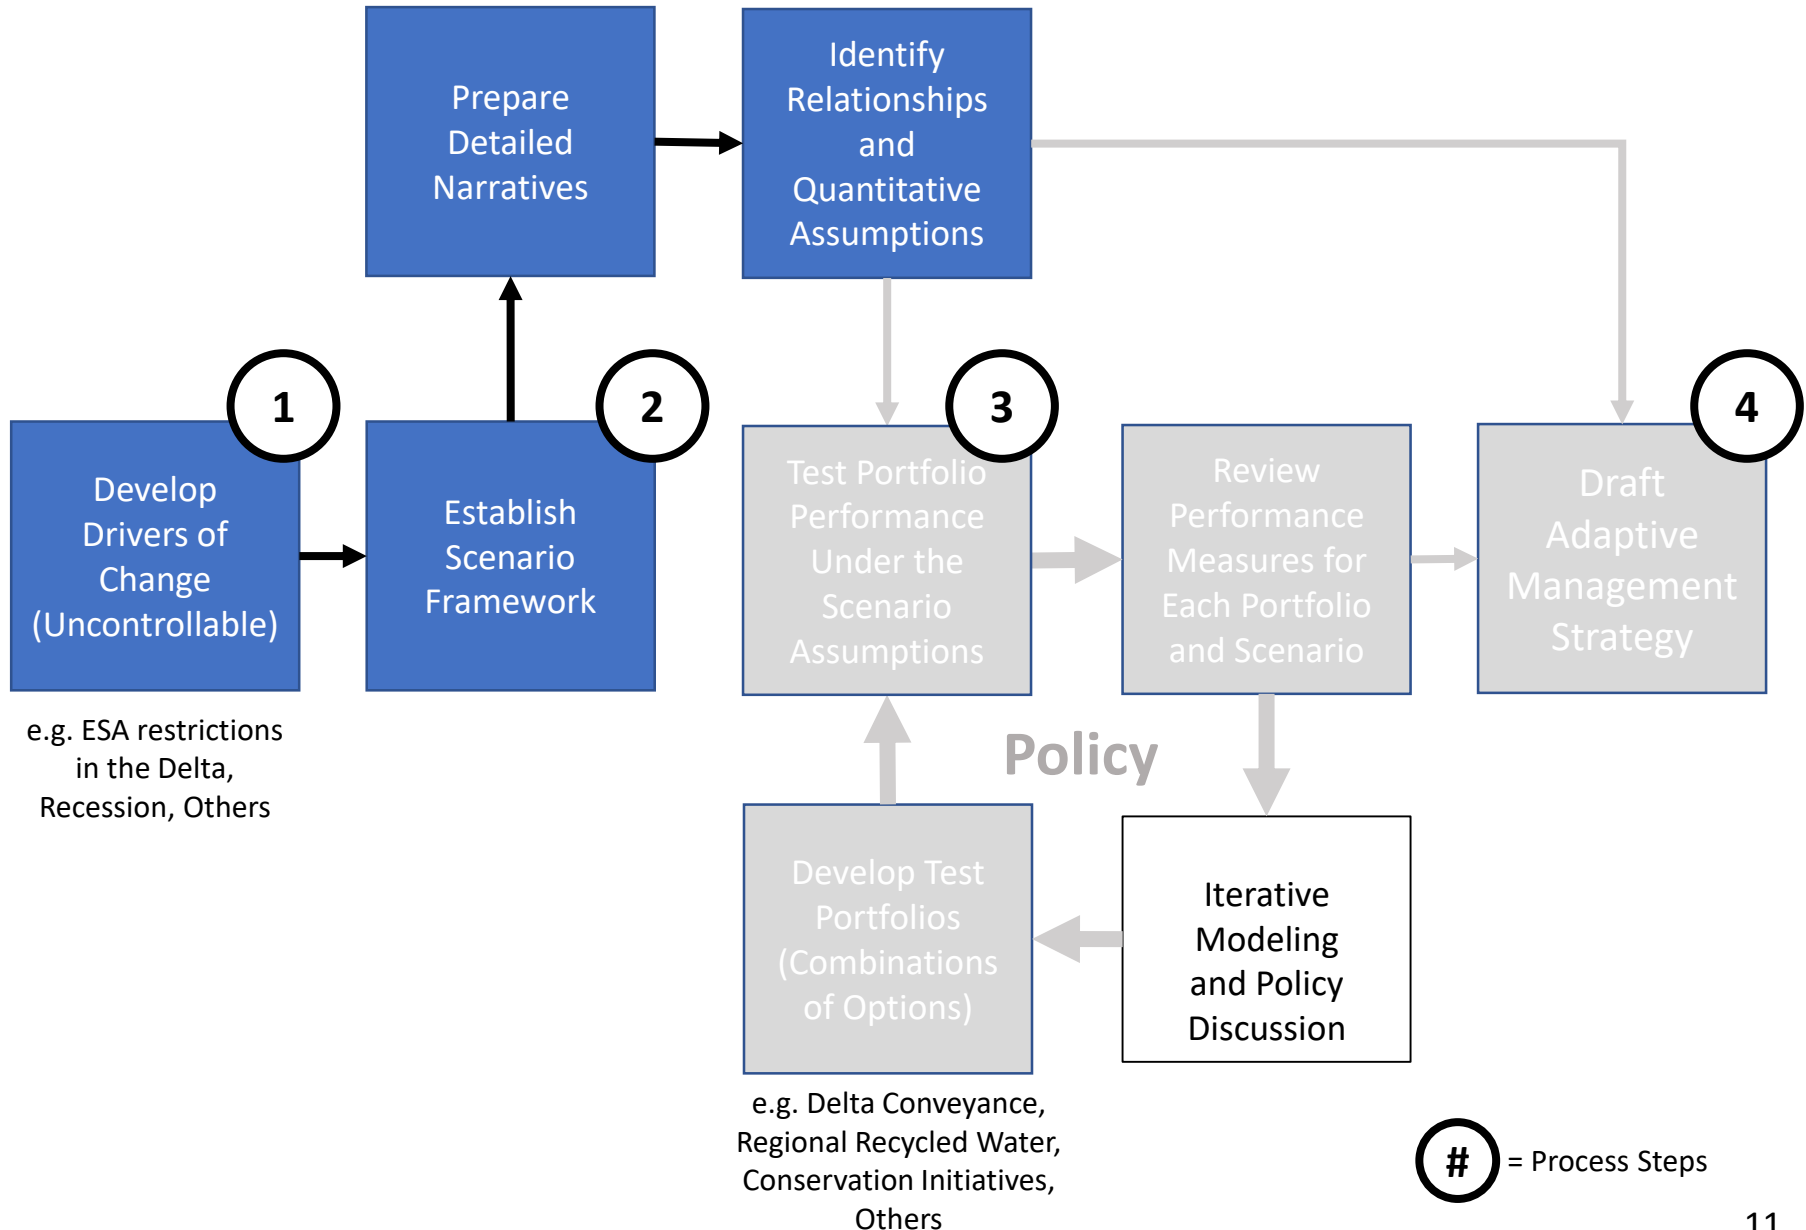 Prepare
Detailed
Narratives
Identify
Relationships
and
Quantitative
Assumptions
1
2
3
4
Develop
Drivers of
Change
(Uncontrollable)
Establish
Scenario
Framework
Test Portfolio
Performance
Under the
Scenario
Assumptions
Review
Performance
Measures for
Each Portfolio
and Scenario
Draft
Adaptive
Management
Strategy
e.g. ESA restrictions
in the Delta,
Recession, Others
Policy
Develop Test
Portfolios
(Combinations
of Options)
Iterative
Modeling
and Policy
Discussion
e.g. Delta Conveyance,
Regional Recycled Water,
Conservation Initiatives,
Others
# = Process Steps
11